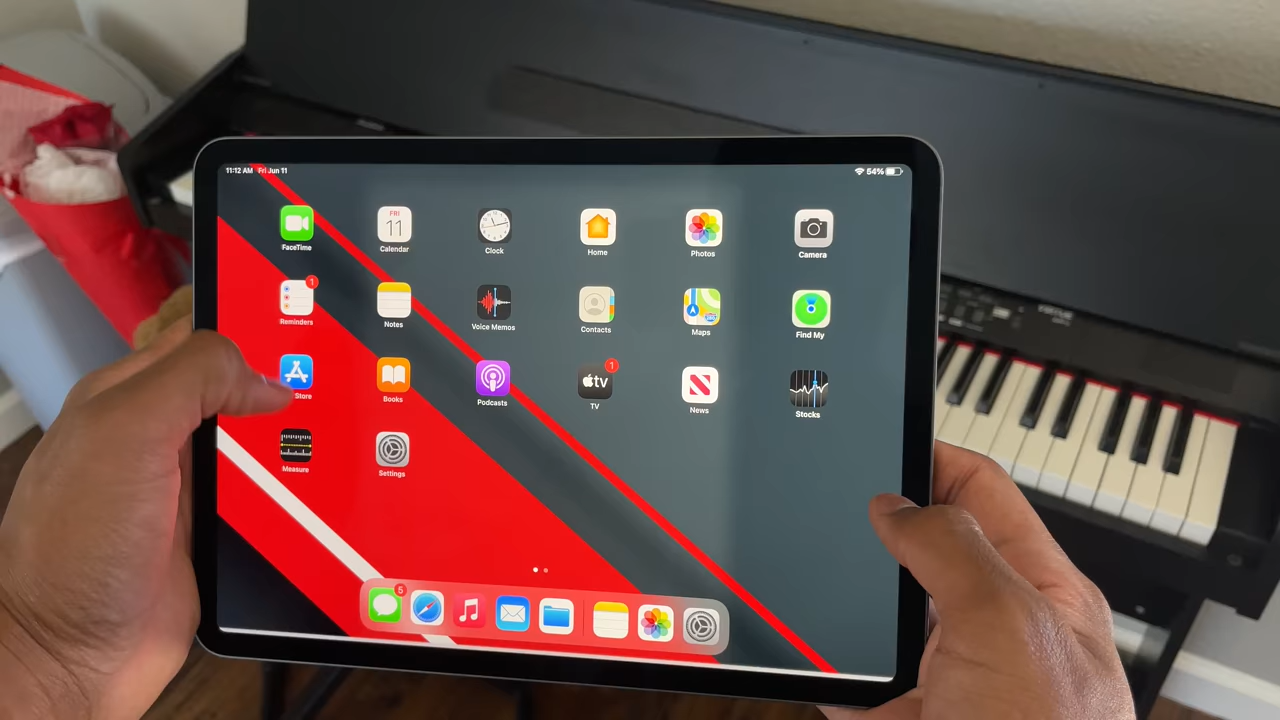 11:12 AM Fri Jun 11
54%
FRI
11
FaceTime
Calendar
Clock
Home
Photos
Camera
1
Reminders
Notes
Voice Memos
Contacts
Maps
Find My
Store
Books
Podcasts
tv
1
TV
News
Stocks
Measure
Settings
5